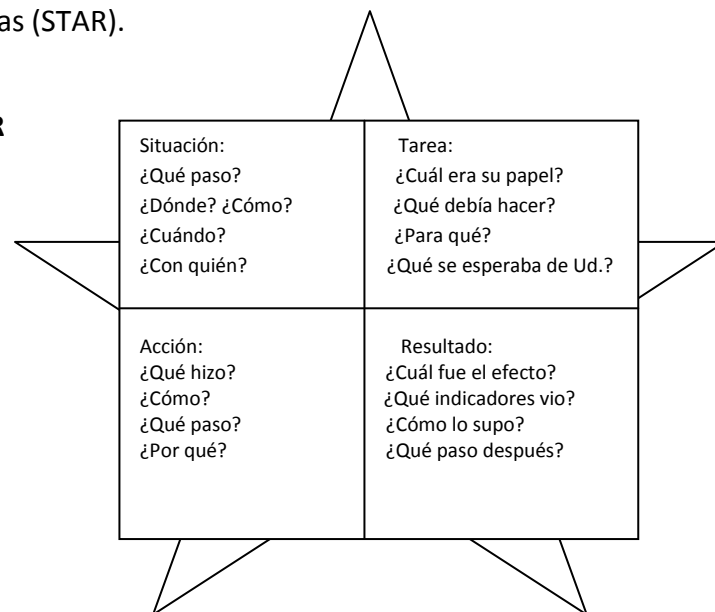 as (STAR).
R
Situación:
¿Qué paso?
¿Dónde? ¿Cómo?
¿Cuándo?
¿Con quién?
Tarea:
¿Cuál era su papel?
¿Qué debía hacer?
¿Para qué?
¿Qué se esperaba de Ud.?
Acción:
¿Qué hizo?
¿Cómo?
¿Qué paso?
¿Por qué?
Resultado:
¿Cuál fue el efecto?
¿Qué indicadores vio?
¿Cómo lo supo?
¿Qué paso después?